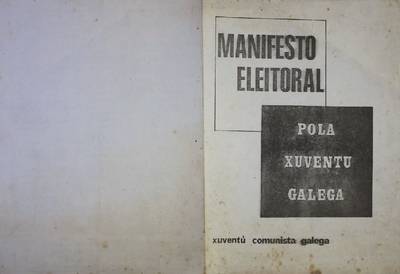 MANIFESTO
ELEITORAL
POLA
XUVENTU
GALEGA
xuventú comunista galega